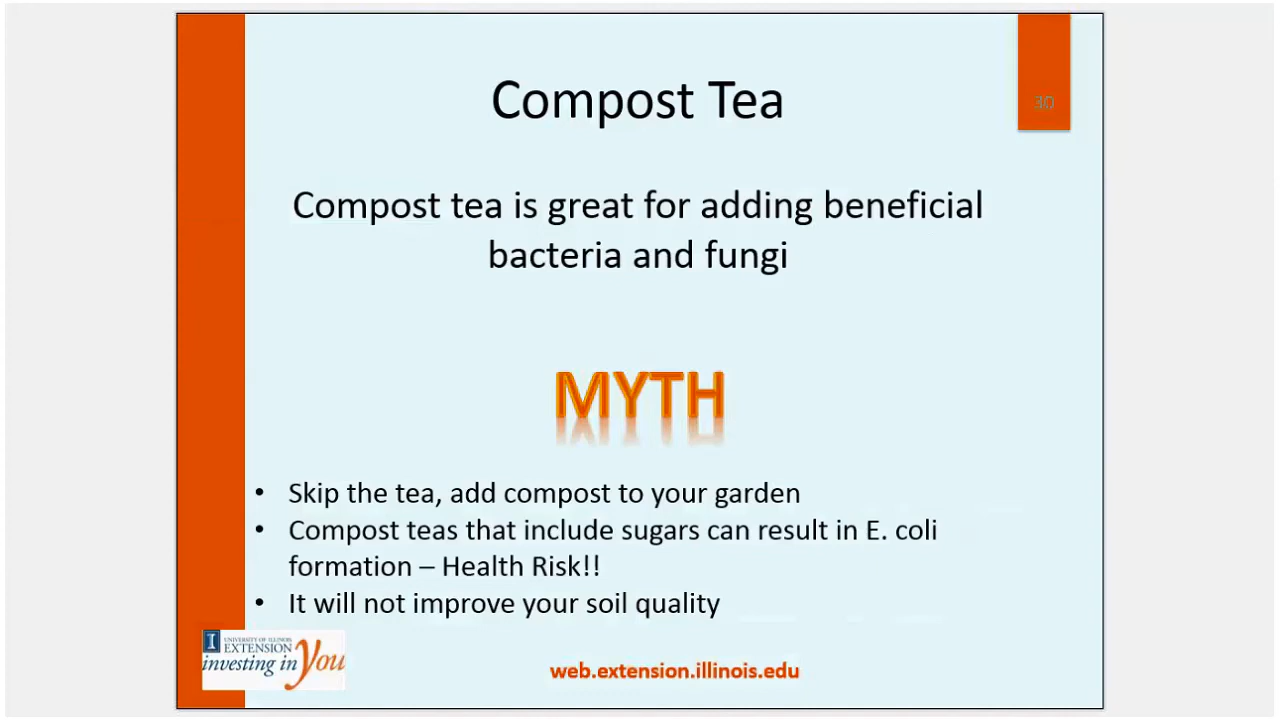 Compost Tea
30
Compost tea is great for adding beneficial
bacteria and fungi
MYTH
• Skip the tea, add compost to your garden
• Compost teas that include sugars can result in E. coli
formation – Health Risk!!
• It will not improve your soil quality
I
UNIVERSITY OF ILLINOIS
EXTENSION
investing in you
web.extension.illinois.edu